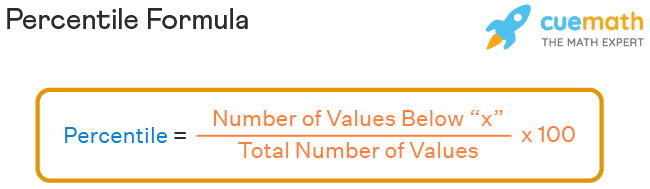 Percentile Formula
cuemath
THE MATH EXPERT
Percentile = Number of Values Below “x” / Total Number of Values x 100